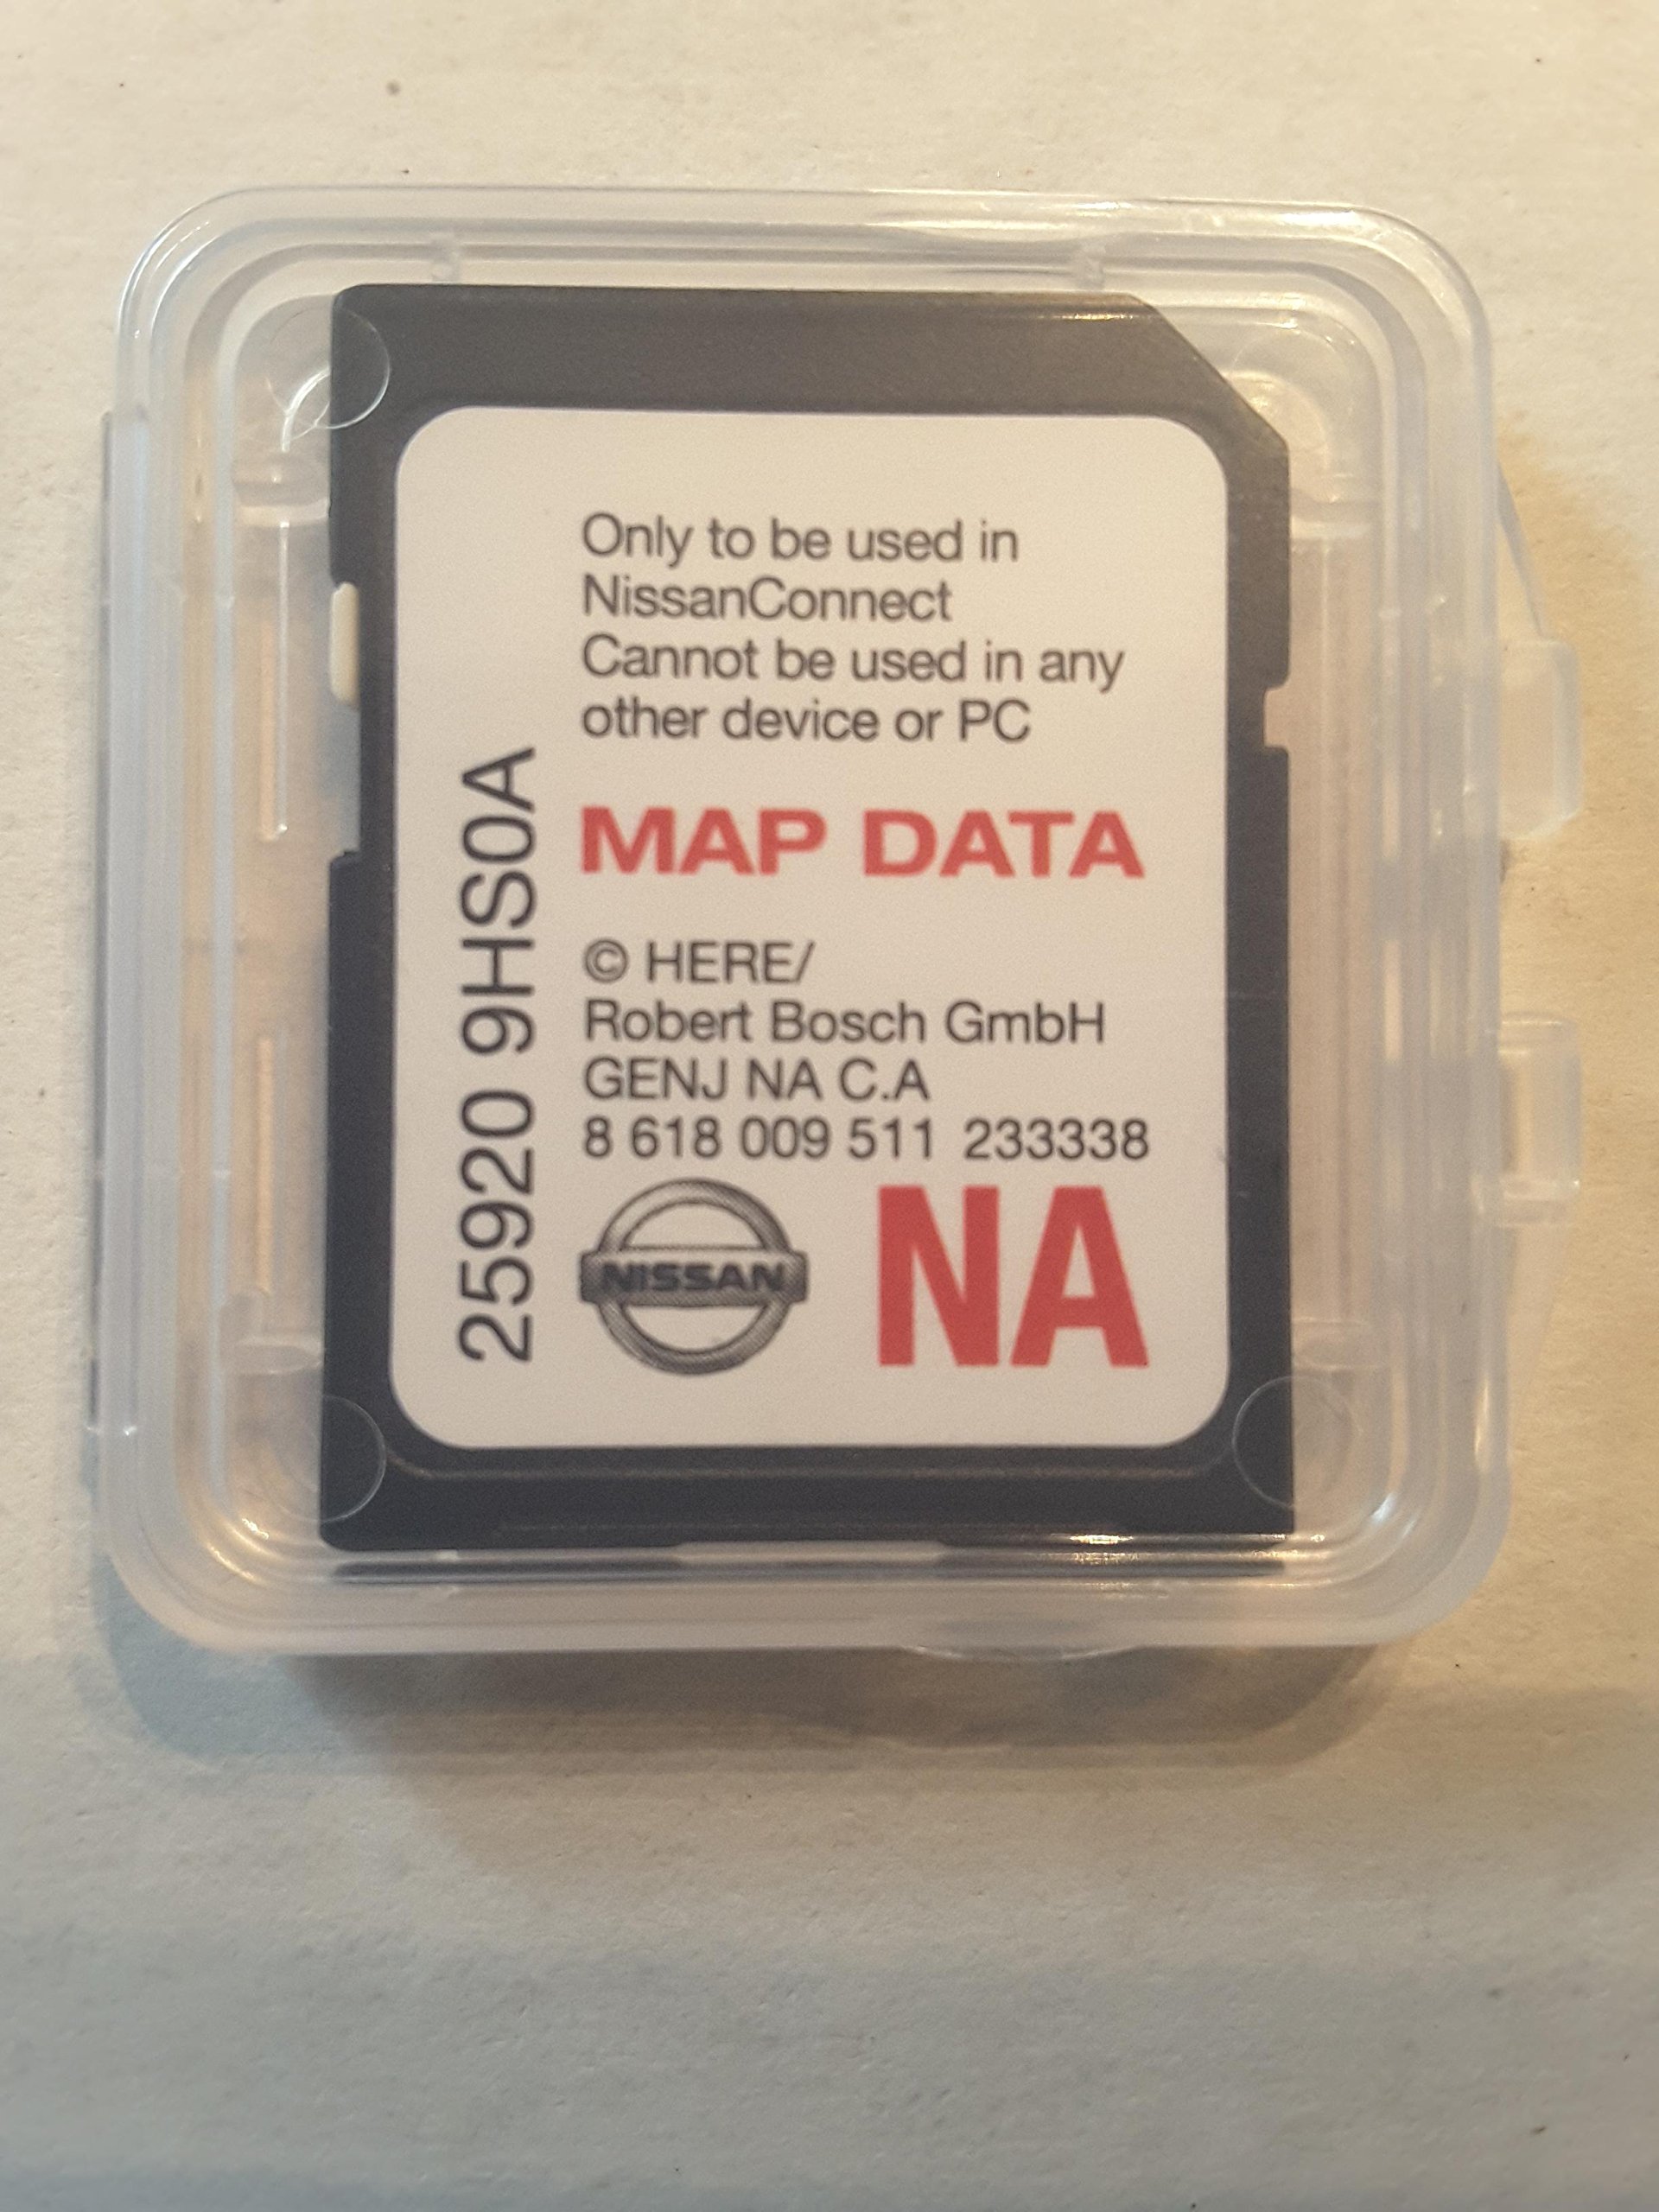 Only to be used in
NissanConnect
Cannot be used in any
other device or PC
MAP DATA
© HERE/
Robert Bosch GmbH
GENJ NA C.A
8 618 009 511 233338
NISSAN
NA
25920 9HS0A